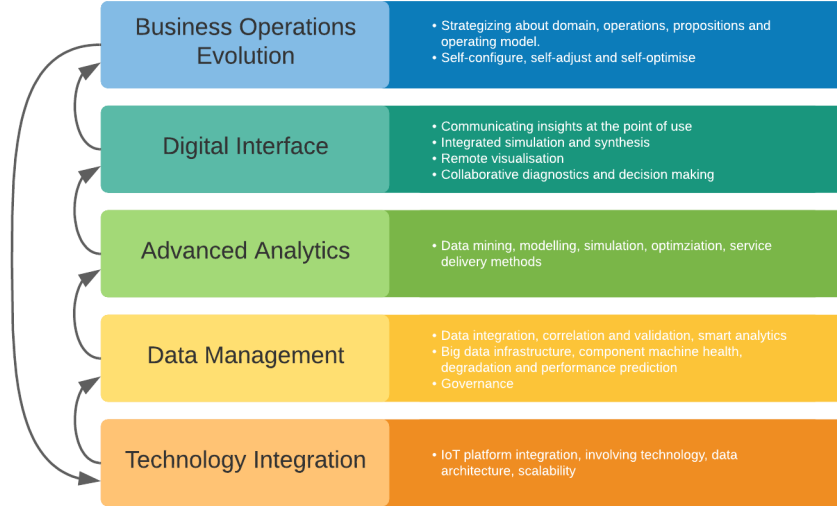 Business Operations
Evolution
• Strategizing about domain, operations, propositions and
operating model.
• Self-configure, self-adjust and self-optimise
Digital Interface
• Communicating insights at the point of use
• Integrated simulation and synthesis
• Remote visualisation
• Collaborative diagnostics and decision making
Advanced Analytics
• Data mining, modelling, simulation, optimziation, service
delivery methods
Data Management
• Data integration, correlation and validation, smart analytics
• Big data infrastructure, component machine health,
degradation and performance prediction
• Governance
Technology Integration
• IoT platform integration, involving technology, data
architecture, scalability